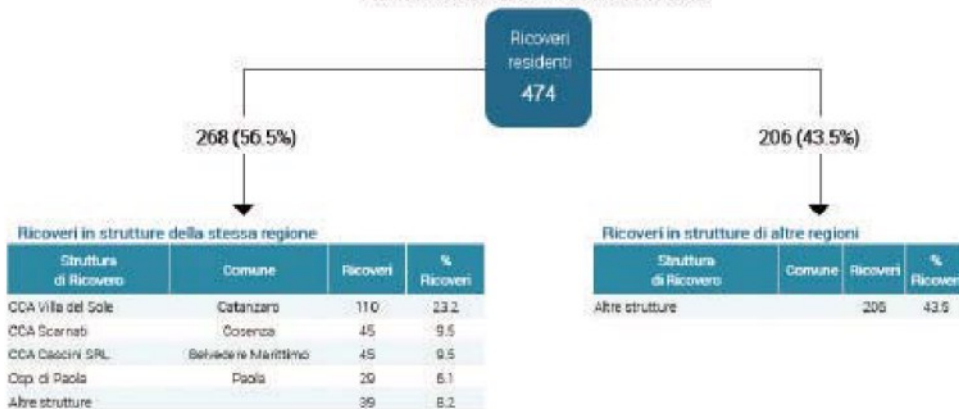 Ricoveri
residenti
474
268 (56.5%)
206 (43.5%)
Ricoveri in strutture della stessa regione
Struttura di Ricovero Comune Ricoveri % Ricoveri
CCA Villa del Sole Catanzaro 110 23.2
CCA Scarnati Cosenza 45 9.5
CCA Cascini SRL Belvedere Marittimo 45 9.5
Osp. di Paola Paola 29 6.1
Altre strutture 39 8.2
Ricoveri in strutture di altre regioni
Struttura di Ricovero Comune Ricoveri % Ricoveri
Altre strutture 206 43.5